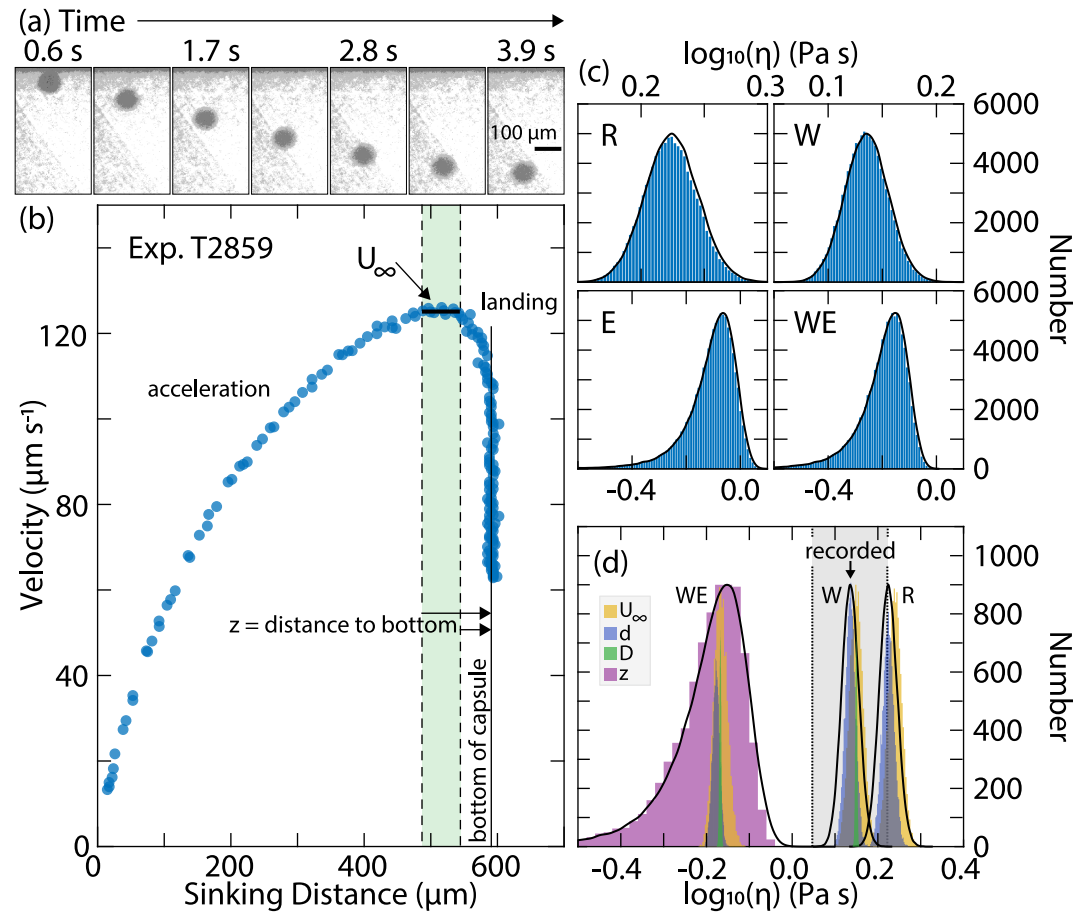 (a) Time
0.6 s 1.7 s 2.8 s 3.9 s
100 µm
(b)
Exp. T2859
U∞
landing
acceleration
z = distance to bottom
bottom of capsule
Velocity (µm s⁻¹)
120
80
40
0
0 200 400 600
Sinking Distance (µm)
(c)
log₁₀(η) (Pa s)
0.2 0.3 0.1 0.2
R
W
6000
4000
2000
Number
E
WE
6000
4000
2000
0
-0.4 0.0 -0.4 0.0
(d)
recorded
WE
W
R
U∞
d
D
z
1000
800
600
400
200
0
Number
-0.4 -0.2 0.0 0.2 0.4
log₁₀(η) (Pa s)